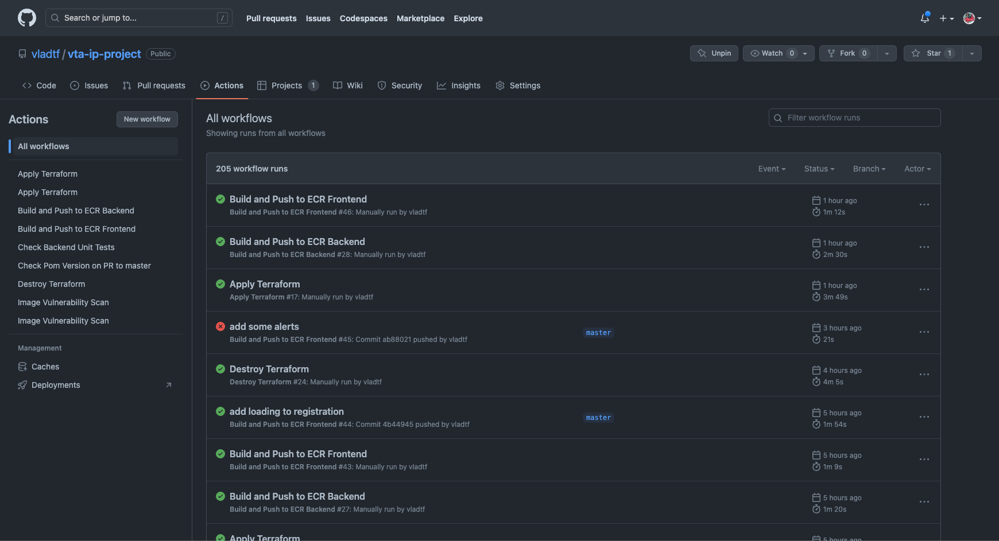 Search or jump to... /
Pull requests Issues Codespaces Marketplace Explore
vladtf / vta-ip-project Public
Unpin Watch 0 Fork 0 Star 1
Code Issues Pull requests Actions Projects 1 Wiki Security Insights Settings
Actions New workflow
All workflows
Apply Terraform
Apply Terraform
Build and Push to ECR Backend
Build and Push to ECR Frontend
Check Backend Unit Tests
Check Pom Version on PR to master
Destroy Terraform
Image Vulnerability Scan
Image Vulnerability Scan
Management
Caches
Deployments
All workflows
Showing runs from all workflows
Filter workflow runs
205 workflow runs Event Status Branch Actor
Build and Push to ECR Frontend
Build and Push to ECR Frontend #46: Manually run by vladtf
1 hour ago
1m 12s
Build and Push to ECR Backend
Build and Push to ECR Backend #28: Manually run by vladtf
1 hour ago
2m 30s
Apply Terraform
Apply Terraform #17: Manually run by vladtf
1 hour ago
3m 49s
add some alerts
Build and Push to ECR Frontend #45: Commit ab88021 pushed by vladtf
master
3 hours ago
21s
Destroy Terraform
Destroy Terraform #24: Manually run by vladtf
4 hours ago
4m 5s
add loading to registration
Build and Push to ECR Frontend #44: Commit 4b44945 pushed by vladtf
master
5 hours ago
1m 54s
Build and Push to ECR Frontend
Build and Push to ECR Frontend #43: Manually run by vladtf
5 hours ago
1m 9s
Build and Push to ECR Backend
Build and Push to ECR Backend #27: Manually run by vladtf
5 hours ago
1m 20s
Apply Terraform
5 hours ago